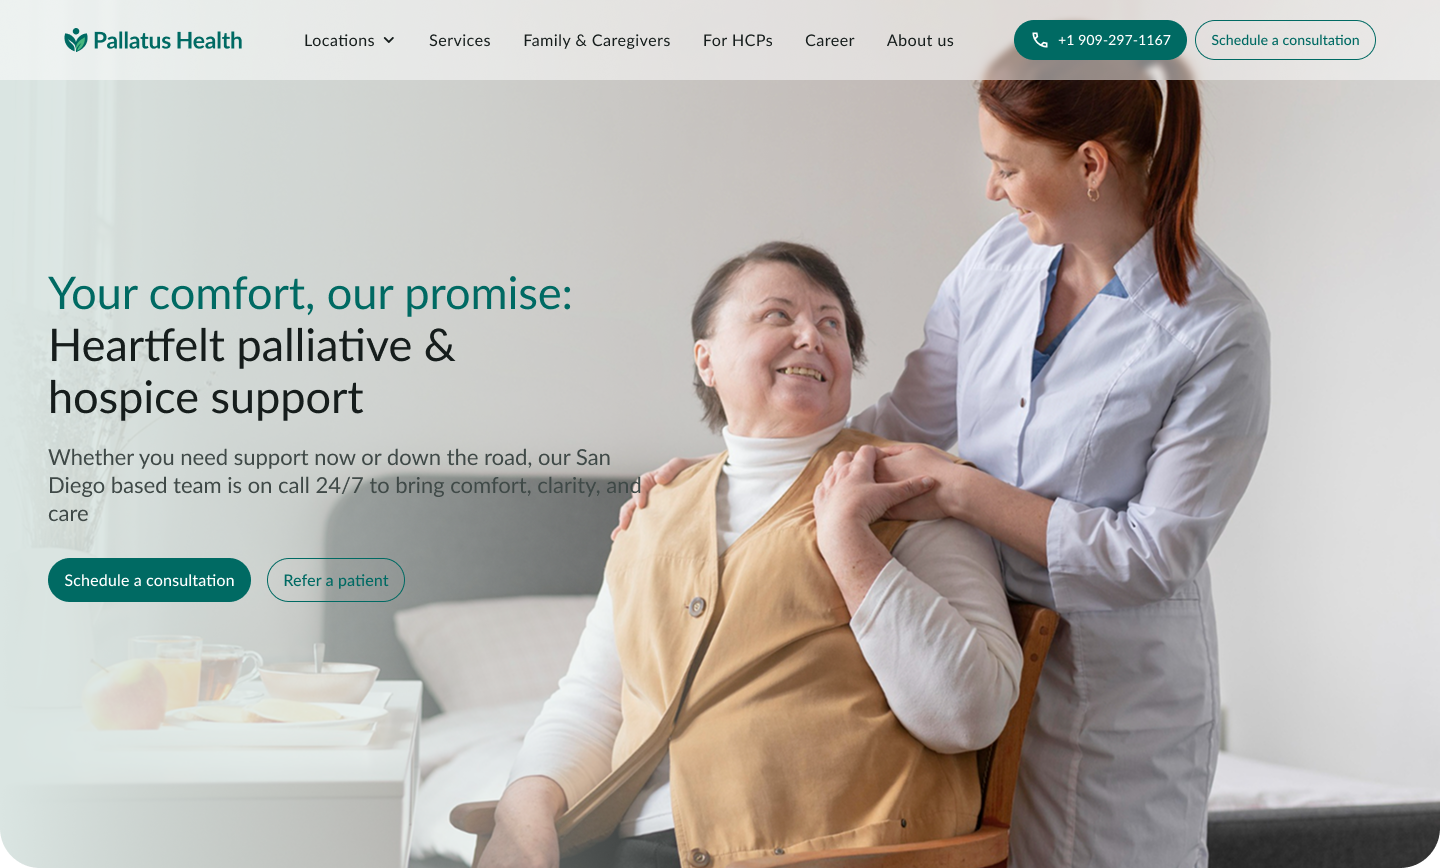 Pallatus Health
Locations
Services
Family & Caregivers
For HCPs
Career
About us
+1 909-297-1167
Schedule a consultation
Your comfort, our promise:
Heartfelt palliative &
hospice support
Whether you need support now or down the road, our San
Diego based team is on call 24/7 to bring comfort, clarity, and
care
Schedule a consultation
Refer a patient